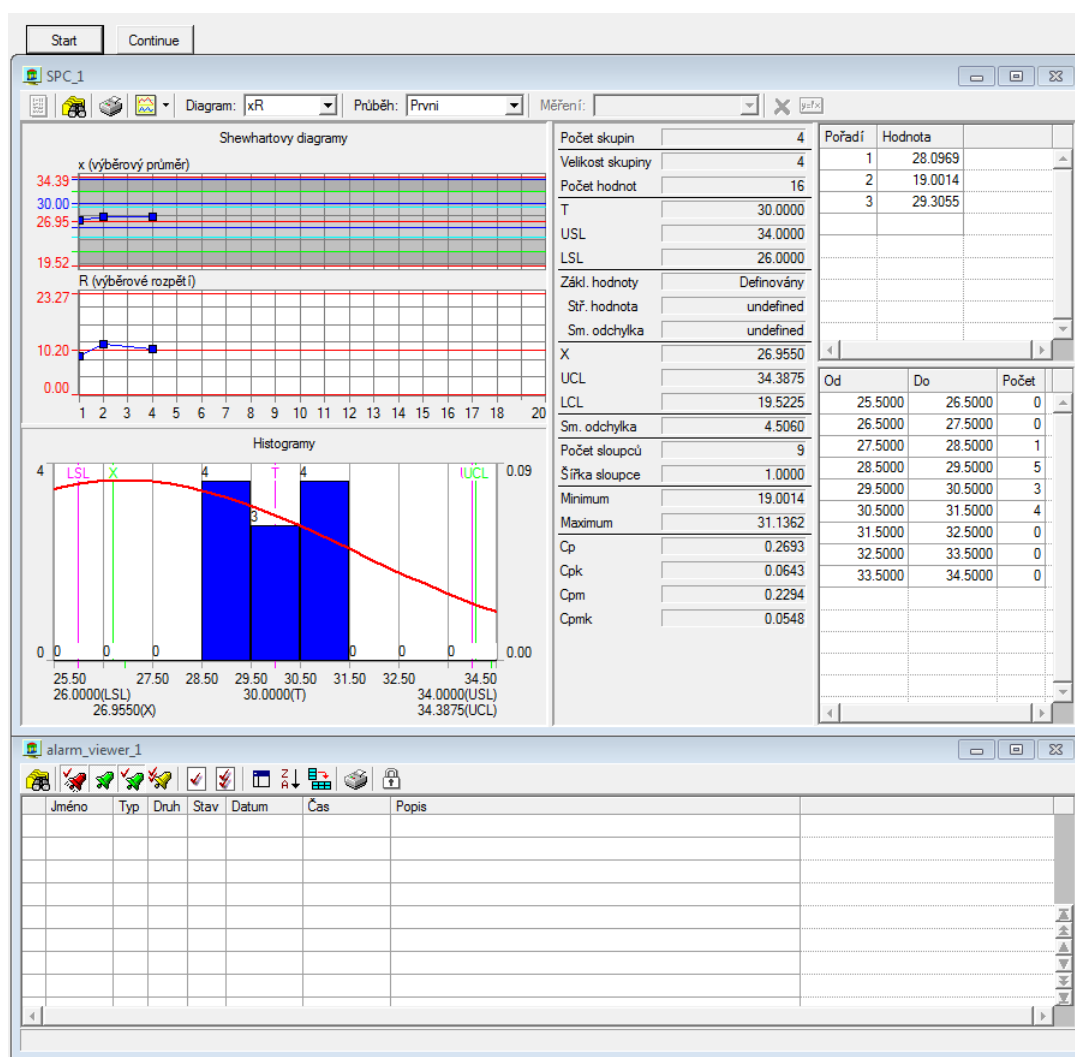 Start Continue
SPC_1
Diagram: xR Průběh: První Měření:
Shewhartovy diagramy
x (výběrový průměr)
34.39
30.00
26.95
19.52
R (výběrové rozpětí)
23.27
10.20
0.00
1 2 3 4 5 6 7 8 9 10 11 12 13 14 15 16 17 18 20
Histogramy
4 LSL X 4 T 4 UCL 0.09
3
0 0 0 0 0 0 0 0.00
25.50 27.50 28.50 29.50 30.50 31.50 32.50 34.50
26.0000(LSL) 30.0000(T) 34.0000(USL)
26.9550(X) 34.3875(UCL)
Počet skupin 4
Velikost skupiny 4
Počet hodnot 16
T 30.0000
USL 34.0000
LSL 26.0000
Zákl. hodnoty Definovány
Stř. hodnota undefined
Sm. odchylka undefined
X 26.9550
UCL 34.3875
LCL 19.5225
Sm. odchylka 4.5060
Počet sloupců 9
Šířka sloupce 1.0000
Minimum 19.0014
Maximum 31.1362
Cp 0.2693
Cpk 0.0643
Cpm 0.2294
Cpmk 0.0548
Pořadí Hodnota
1 28.0969
2 19.0014
3 29.3055
Od Do Počet
25.5000 26.5000 0
26.5000 27.5000 0
27.5000 28.5000 1
28.5000 29.5000 5
29.5000 30.5000 3
30.5000 31.5000 4
31.5000 32.5000 0
32.5000 33.5000 0
33.5000 34.5000 0
alarm_viewer_1
Jméno Typ Druh Stav Datum Čas Popis